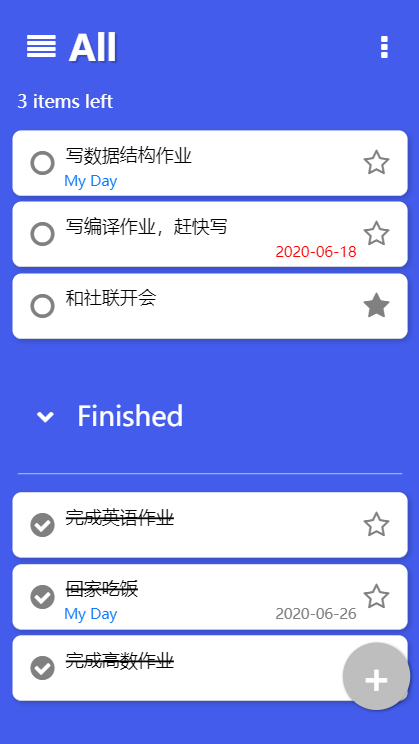 All
3 items left
写数据结构作业
My Day
写编译作业，赶快写
2020-06-18
和社联开会
Finished
完成英语作业
回家吃饭
My Day 2020-06-26
完成高数作业